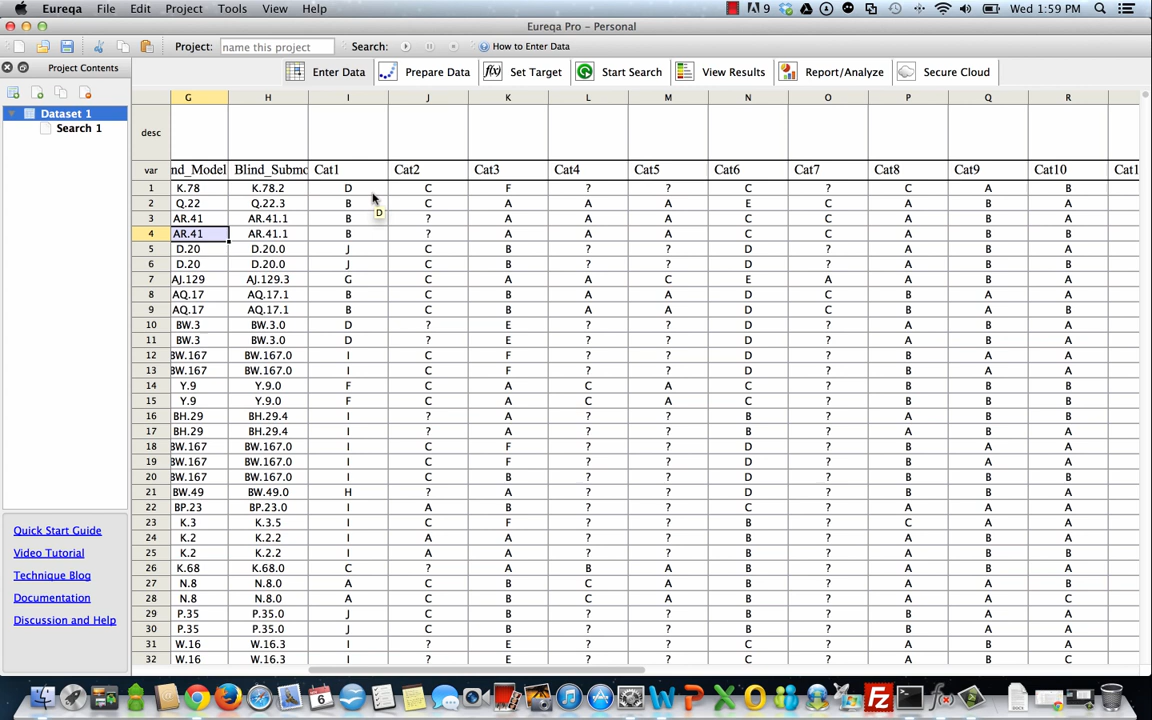 Eureqa File Edit Project Tools View Help 9 Wed 1:59 PM
Eureqa Pro – Personal
Project: name this project Search: How to Enter Data
Project Contents Enter Data Prepare Data f(x) Set Target Start Search View Results Report/Analyze Secure Cloud
G H I J K L M N O P Q R
Dataset 1
Search 1
desc
var nd_Model Blind_Submo Cat1 Cat2 Cat3 Cat4 Cat5 Cat6 Cat7 Cat8 Cat9 Cat10 Cat1
1 K.78 K.78.2 D C F ? ? C ? C A B
2 Q.22 Q.22.3 B C A A A E C A B A
D
3 AR.41 AR.41.1 B ? A A A C C A B A
4 AR.41 AR.41.1 B ? A A A C C A B A
5 D.20 D.20.0 J C B ? ? D ? A B A
6 D.20 D.20.0 J C B ? ? D ? A B A
7 AJ.129 AJ.129.3 G C A A C E A A B A
8 AQ.17 AQ.17.1 B C B A A D C B A A
9 AQ.17 AQ.17.1 B C B A A D C B A B
10 BW.3 BW.3.0 D ? E ? ? D ? A B A
11 BW.3 BW.3.0 D ? E ? ? D ? A B A
12 BW.167 BW.167.0 I C F ? ? D ? B A A
13 BW.167 BW.167.0 I C F ? ? D ? B A A
14 Y.9 Y.9.0 F C A C A C ? B B B
15 Y.9 Y.9.0 F C A C A C ? B B B
16 BH.29 BH.29.4 I ? A ? ? B ? A B B
17 BH.29 BH.29.4 I ? A ? ? B ? A B A
18 BW.167 BW.167.0 I C F ? ? D ? B A A
19 BW.167 BW.167.0 I C F ? ? D ? B A A
20 BW.167 BW.167.0 I C B ? ? D ? B A A
21 BW.49 BW.49.0 H ? A ? ? D ? B A A
22 BP.23 BP.23.0 I A B ? ? C ? A A A
23 K.3 K.3.5 I C F ? ? B ? C A A
24 K.2 K.2.2 I A A ? ? B ? A B A
25 K.2 K.2.2 I A A ? ? B ? A B B
26 K.68 K.68.0 C ? A B A B ? A B A
27 N.8 N.8.0 A C B C A B ? A A B
28 N.8 N.8.0 A C B C A B ? A A C
29 P.35 P.35.0 J C B ? ? B ? B A A
30 P.35 P.35.0 J C B ? ? B ? B A A
31 W.16 W.16.3 I ? E ? ? C ? A B A
32 W.16 W.16.3 I ? E ? ? C ? A B C
Quick Start Guide
Video Tutorial
Technique Blog
Documentation
Discussion and Help